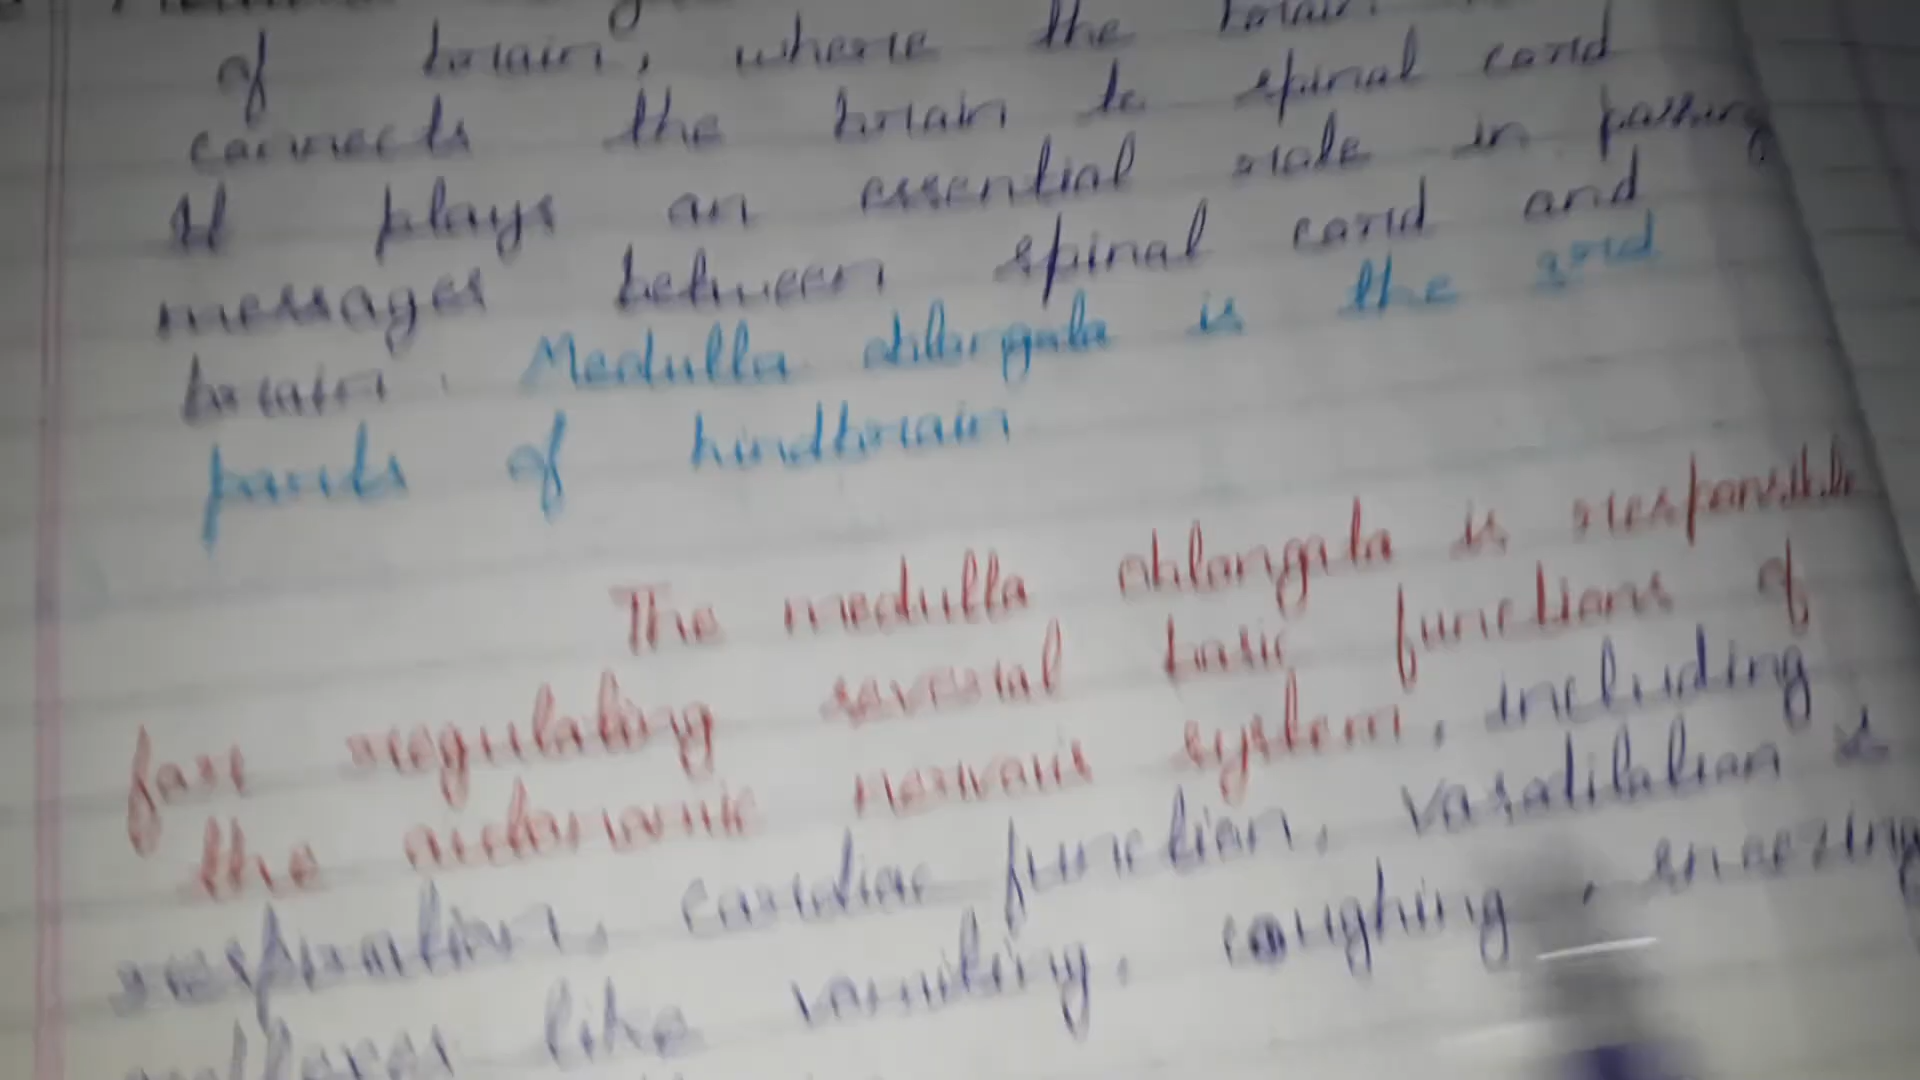 of brain, where the brain
connects the brain to spinal cord
It plays an essential role in passing
messages between spinal cord and
brain. Medulla oblongata is the 3rd
parts of hindbrain
The medulla oblongata is responsible
for regulating several basic functions of
the autonomic nervous system, including
respiration, cardiac function, vasodilation &
reflexes like vomiting, coughing, sneezing